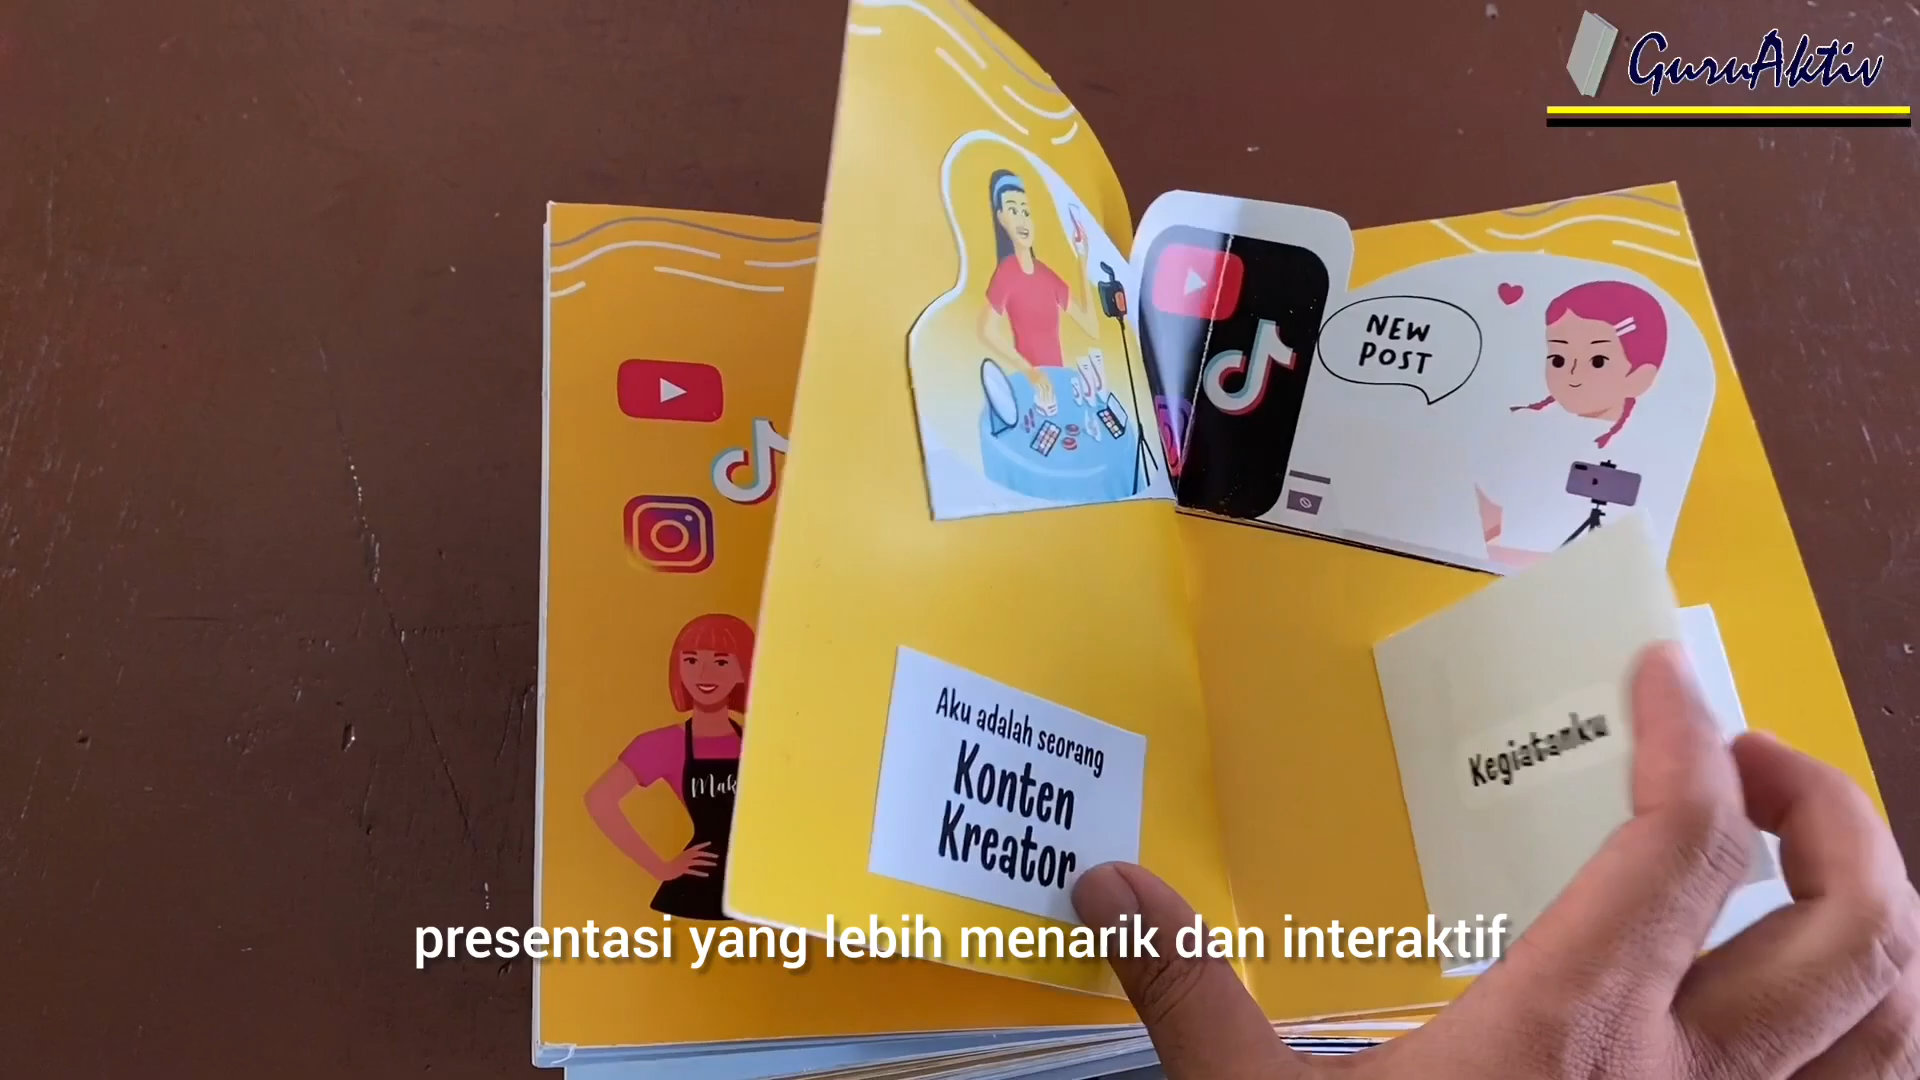 GuruAktiv
NEW
POST
Aku adalah seorang
Konten
Kreator
Kegiatanku
presentasi yang lebih menarik dan interaktif